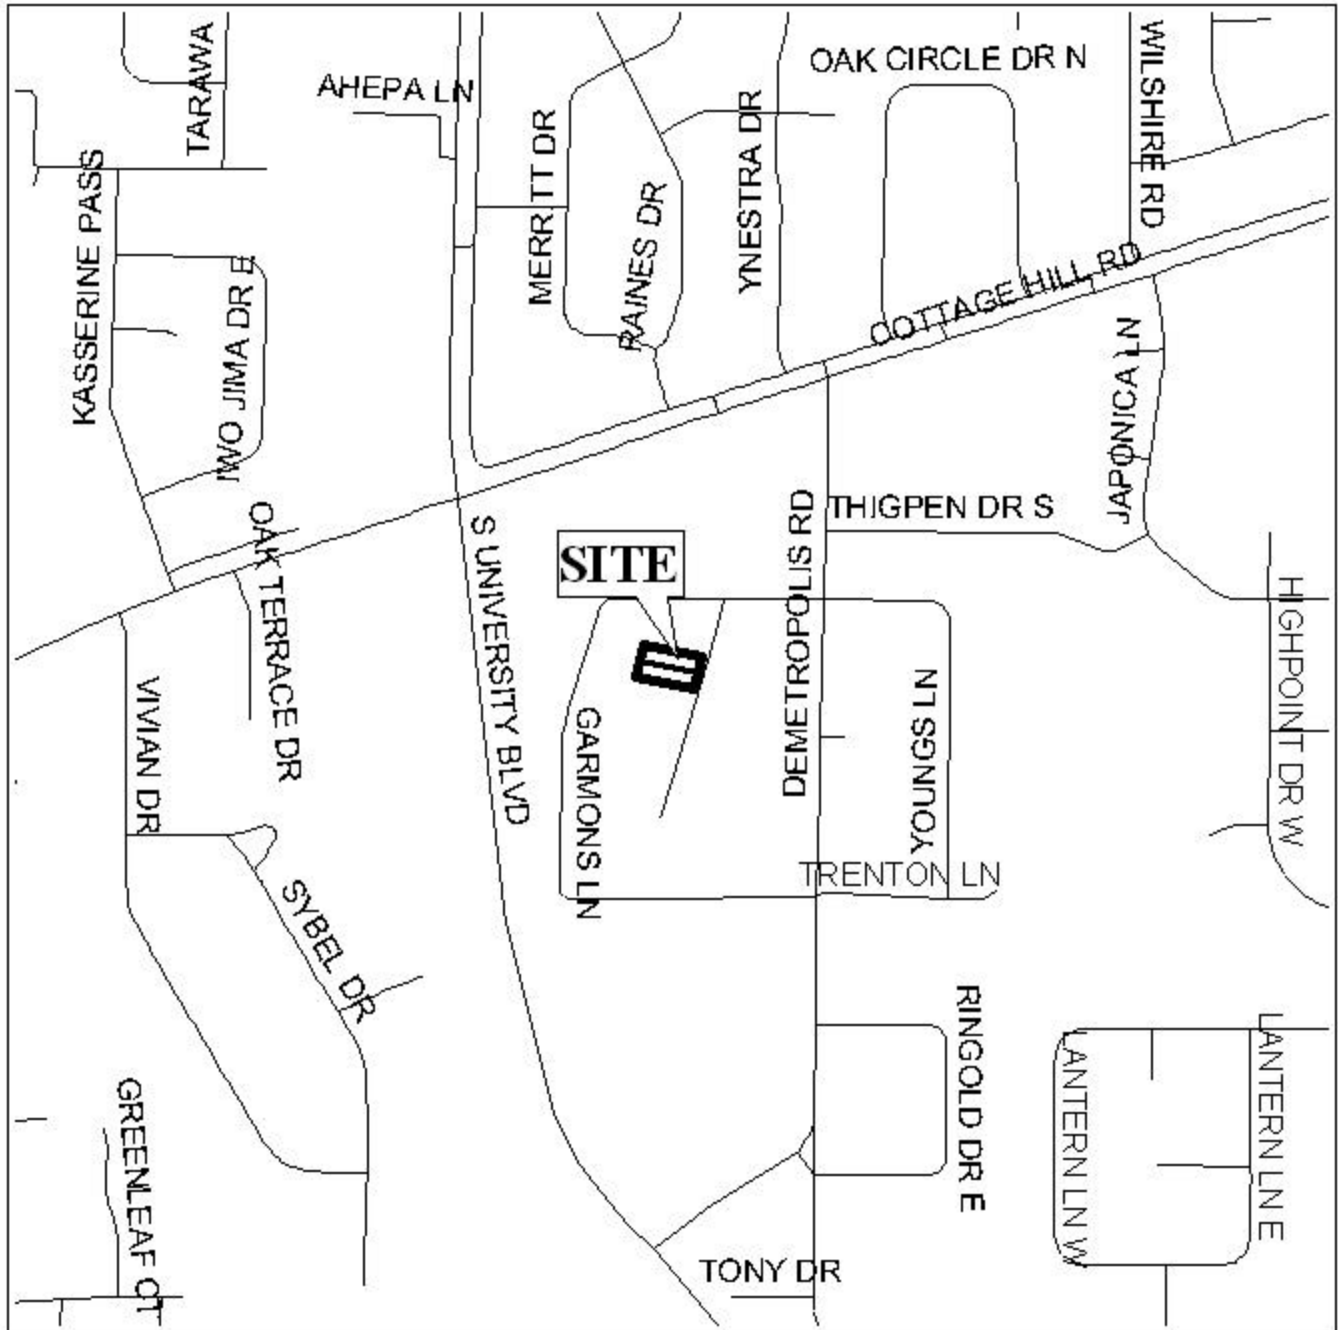 OAK CIRCLE DR N
WILSHIRE RD
TARAWA
AHEPA LN
MERRITT DR
YNESTRA DR
KASSERINE PASS
RAINES DR
IWO JIMA DR E
COTTAGE HILL RD
JAPONICA LN
THIGPEN DR S
OAK TERRACE DR
S UNIVERSITY BLVD
SITE
DEMETROPOLIS RD
HIGHPOINT DR W
VIVIAN DR
GARMONS LN
YOUNGS LN
TRENTON LN
SYBEL DR
RINGOLD DR E
LANTERN LN W
LANTERN LN E
GREENLEAF CT
TONY DR